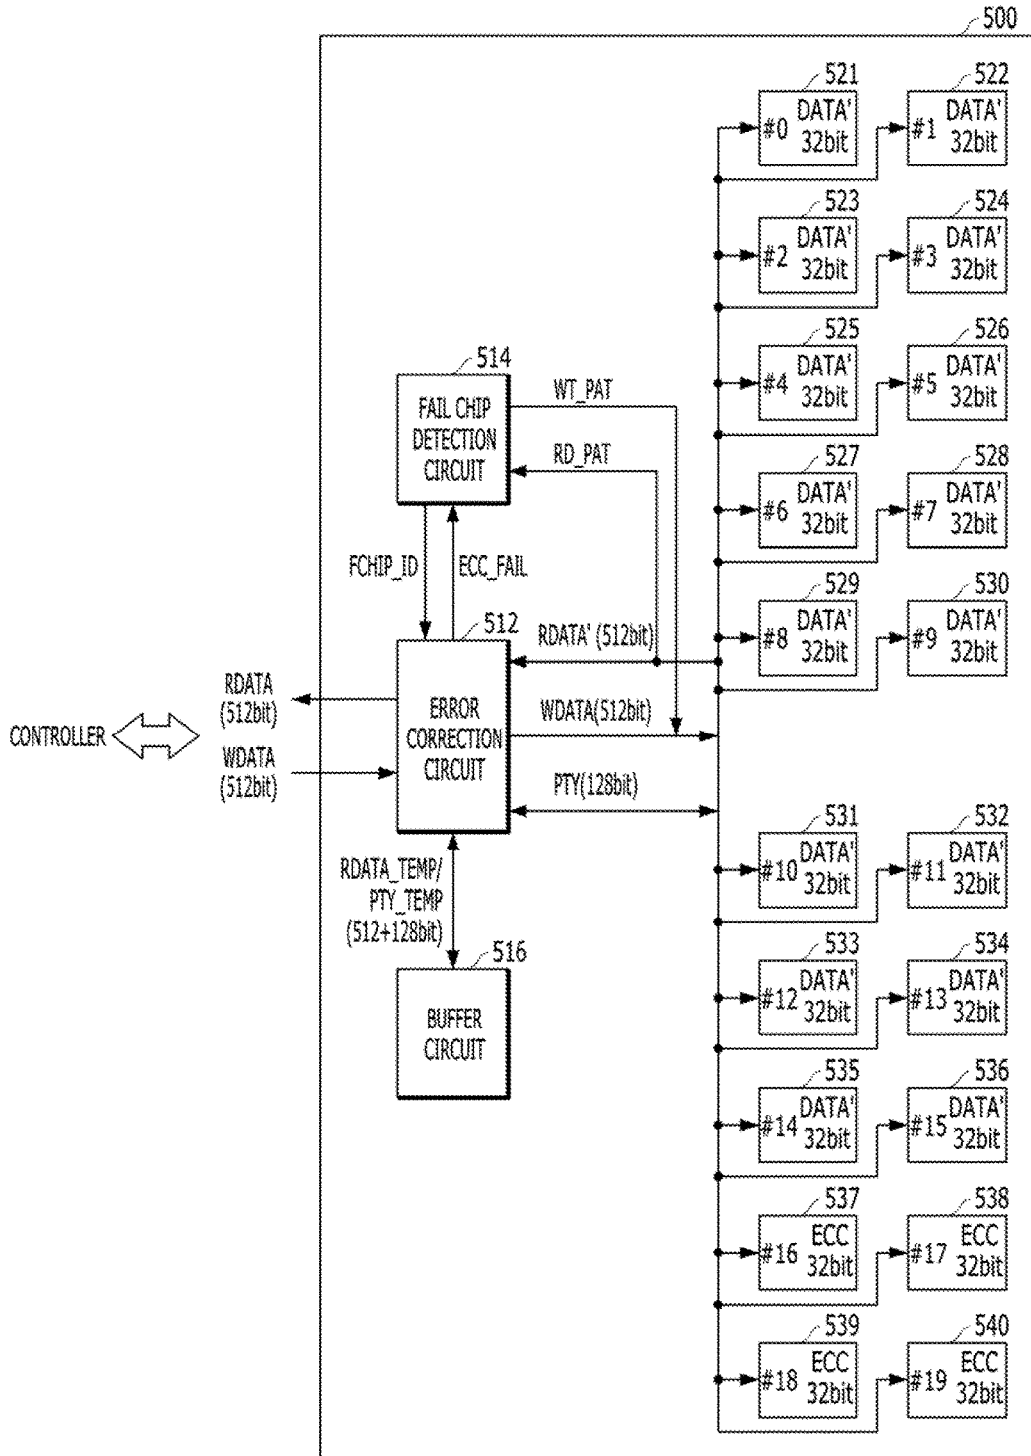 500
521
522
#0 DATA'
32bit
#1 DATA'
32bit
523
524
#2 DATA'
32bit
#3 DATA'
32bit
525
526
#4 DATA'
32bit
#5 DATA'
32bit
527
528
#6 DATA'
32bit
#7 DATA'
32bit
529
530
#8 DATA'
32bit
#9 DATA'
32bit
514
FAIL CHIP
DETECTION
CIRCUIT
WT_PAT
RD_PAT
FCHIP_ID
ECC_FAIL
512
RDATA' (512bit)
RDATA
(512bit)
CONTROLLER
WDATA
(512bit)
ERROR
CORRECTION
CIRCUIT
WDATA(512bit)
PTY(128bit)
RDATA_TEMP/
PTY_TEMP
(512+128bit)
516
BUFFER
CIRCUIT
531
532
#10 DATA'
32bit
#11 DATA'
32bit
533
534
#12 DATA'
32bit
#13 DATA'
32bit
535
536
#14 DATA'
32bit
#15 DATA'
32bit
537
538
#16 ECC
32bit
#17 ECC
32bit
539
540
#18 ECC
32bit
#19 ECC
32bit